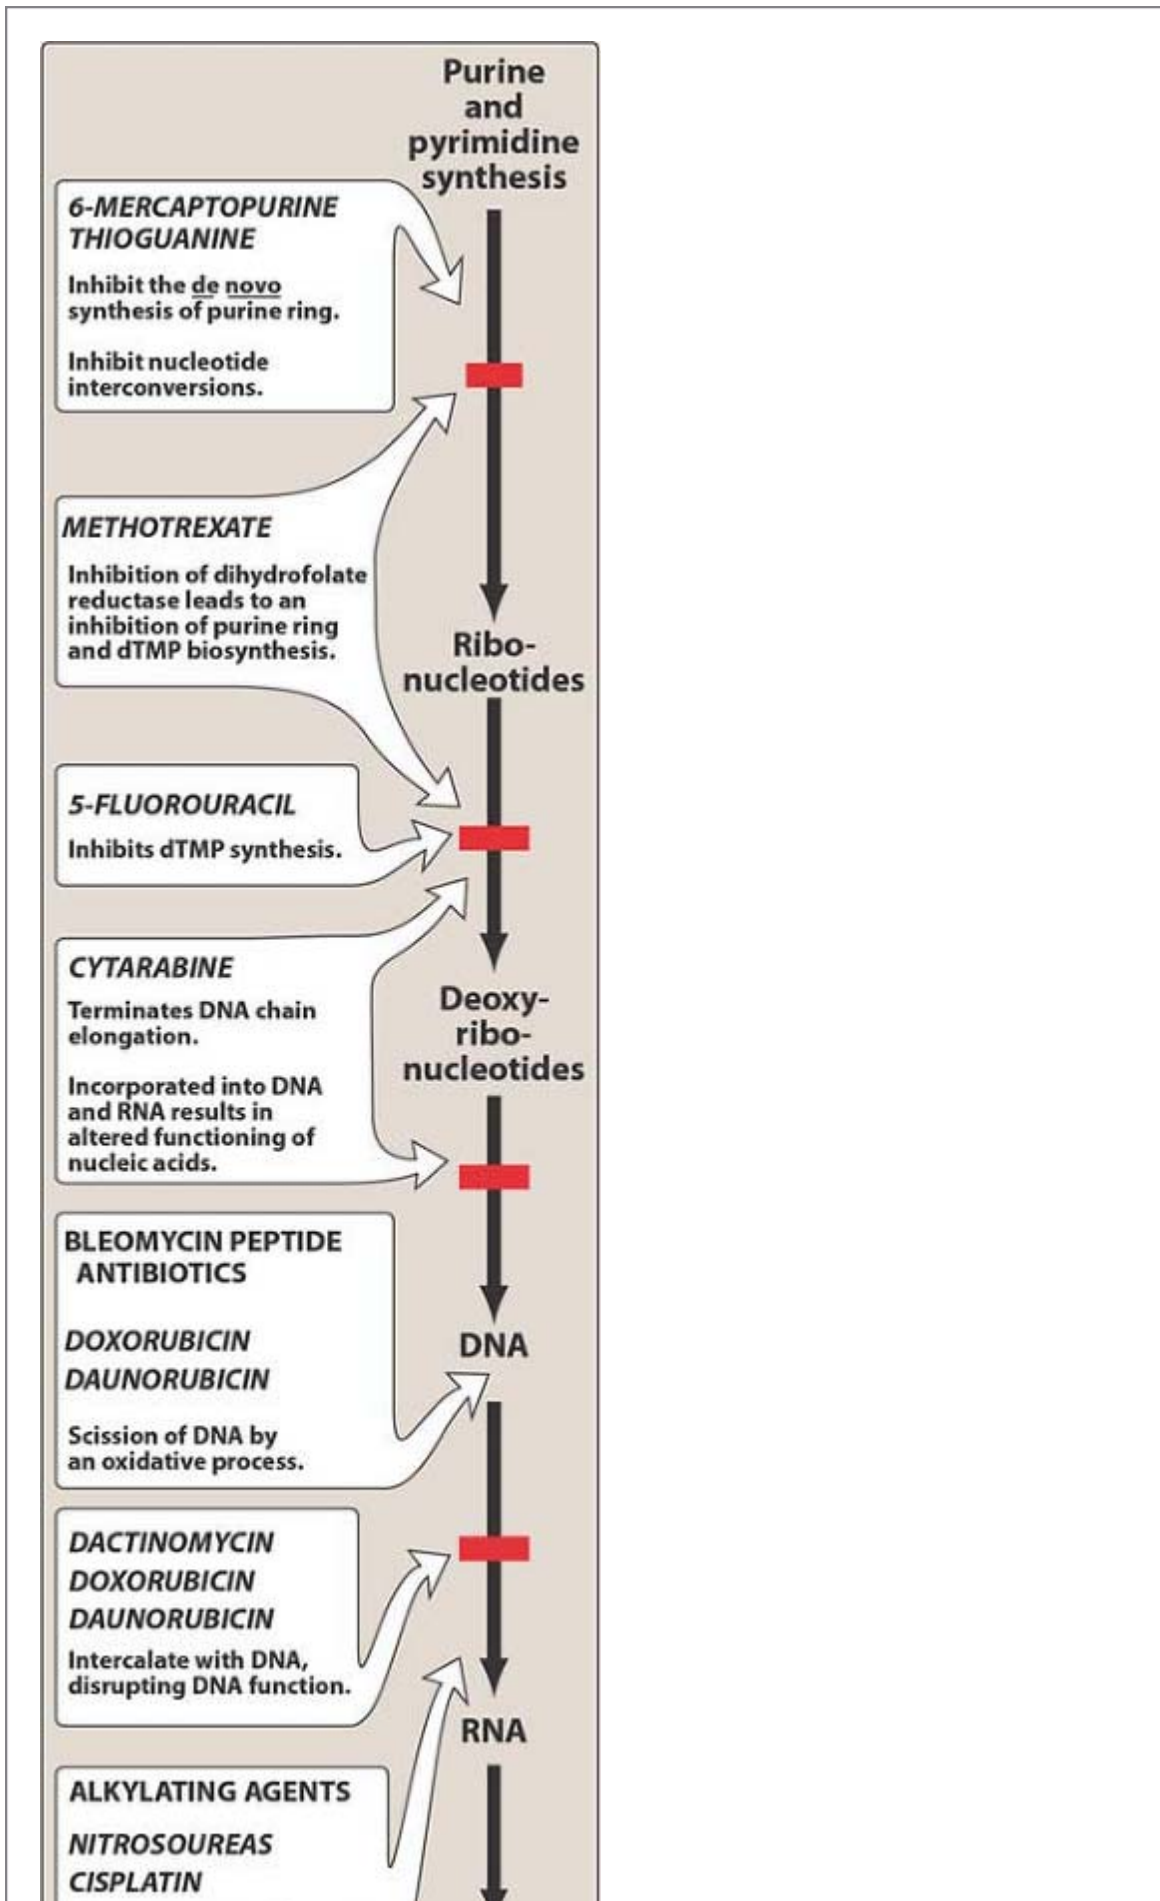 Purine
and
pyrimidine
synthesis
6-MERCAPTOPURINE
THIOGUANINE
Inhibit the de novo
synthesis of purine ring.
Inhibit nucleotide
interconversions.
METHOTREXATE
Inhibition of dihydrofolate
reductase leads to an
inhibition of purine ring
and dTMP biosynthesis.
Ribo-
nucleotides
5-FLUOROURACIL
Inhibits dTMP synthesis.
CYTARABINE
Terminates DNA chain
elongation.
Incorporated into DNA
and RNA results in
altered functioning of
nucleic acids.
Deoxy-
ribo-
nucleotides
BLEOMYCIN PEPTIDE
ANTIBIOTICS
DOXORUBICIN
DAUNORUBICIN
Scission of DNA by
an oxidative process.
DNA
DACTINOMYCIN
DOXORUBICIN
DAUNORUBICIN
Intercalate with DNA,
disrupting DNA function.
RNA
ALKYLATING AGENTS
NITROSOUREAS
CISPLATIN